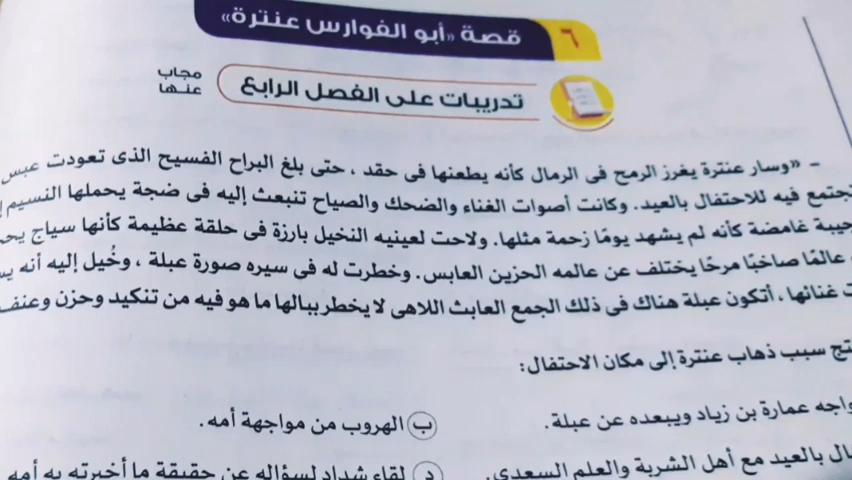 ٦
قصة «أبو الفوارس عنترة»
تدريبات على الفصل الرابع
مجاب عنها
- «وسار عنترة يغرز الرمح فى الرمال كأنه يطعنها فى حقد ، حتى بلغ البراح الفسيح الذى تعودت عبس
تجتمع فيه للاحتفال بالعيد. وكانت أصوات الغناء والضحك والصياح تنبعث إليه فى ضجة يحملها النسيم
غامضة كأنه لم يشهد يومًا زحمة مثلها. ولاحت لعينيه النخيل بارزة فى حلقة عظيمة كأنها سياج
عالمًا صاخبًا مرحًا يختلف عن عالمه الحزين العابس. وخطرت له فى سيره صورة عبلة ، وخُيل إليه أنه
غنائها ، أتكون عبلة هناك فى ذلك الجمع العابث اللاهى لا يخطر ببالها ما هو فيه من تنكيد وحزن وعنف
سبب ذهاب عنترة إلى مكان الاحتفال:
عمارة بن زياد ويبعده عن عبلة.
ب الهروب من مواجهة أمه.
بالعيد مع أهل الشربة والعلم السعدى.
د لقاء شداد لسؤاله عن حقيقة ما أخبرته به أمه